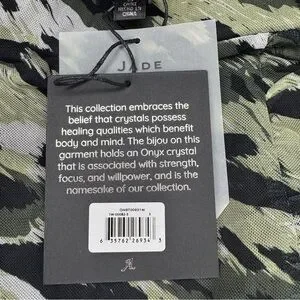 JADE
This collection embraces the
belief that crystals possess
healing qualities which benefit
body and mind. The bijou on this
garment holds an Onyx crystal
that is associated with strength,
focus, and willpower, and is the
namesake of our collection.